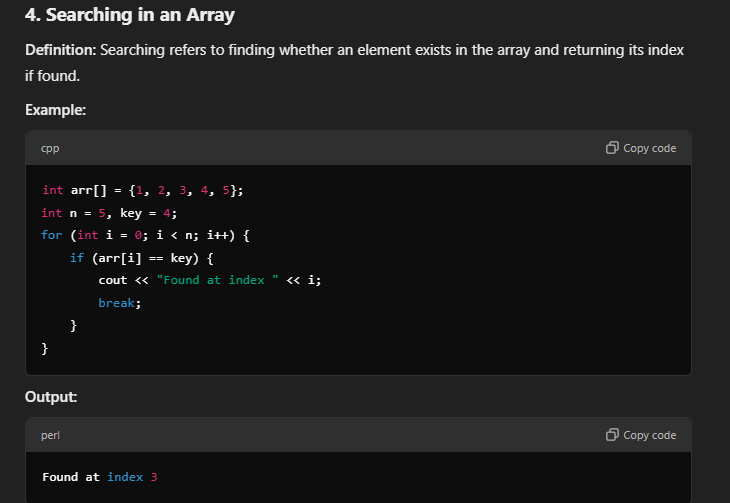 4. Searching in an Array
Definition: Searching refers to finding whether an element exists in the array and returning its index
if found.
Example:
cpp
Copy code
int arr[] = {1, 2, 3, 4, 5};
int n = 5, key = 4;
for (int i = 0; i < n; i++) {
    if (arr[i] == key) {
        cout << "Found at index " << i;
        break;
    }
}
Output:
perl
Copy code
Found at index 3